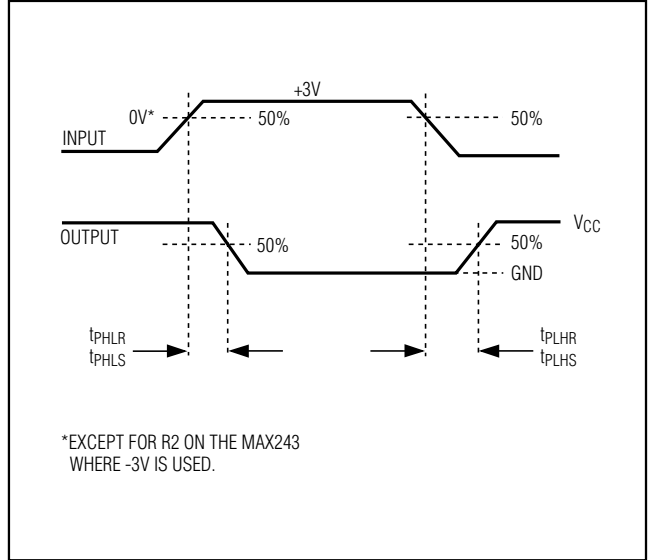 +3V
0V*
50%
50%
INPUT
VCC
OUTPUT
50%
50%
GND
tPHLR
tPHLS
tPLHR
tPLHS
*EXCEPT FOR R2 ON THE MAX243
WHERE -3V IS USED.